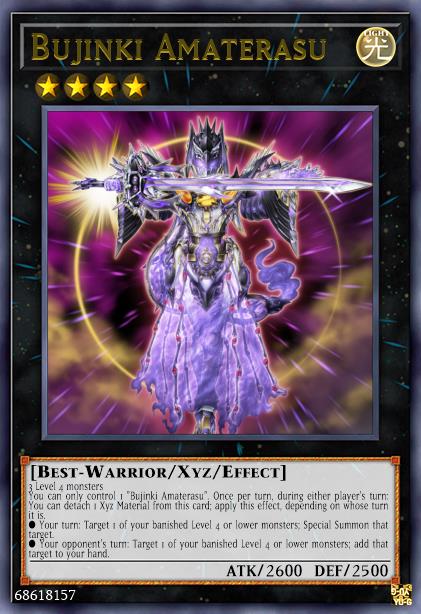 BUJINKI AMATERASU
LIGHT
光
[BEST-WARRIOR/XYZ/EFFECT]
3 Level 4 monsters
You can only control 1 "Bujinki Amaterasu". Once per turn, during either player's turn:
You can detach 1 Xyz Material from this card; apply this effect, depending on whose turn
it is.
● Your turn: Target 1 of your banished Level 4 or lower monsters; Special Summon that
target.
● Your opponent's turn: Target 1 of your banished Level 4 or lower monsters; add that
target to your hand.
ATK/2600 DEF/2500
68618157